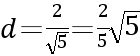 d = 2/√5 = 2/5 √5